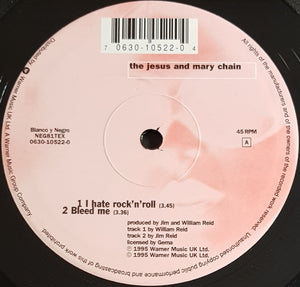 7 0630-10522-0 4
9
the jesus and mary chain
Blanco y Negro
NEG81TEX
0630-10522-0
45 RPM
A
1 I hate rock'n'roll (3.45)
2 Bleed me (3.36)
produced by Jim and William Reid
track 1 by William Reid
track 2 by Jim Reid
licensed by Gema
℗ 1995 Warner Music UK Ltd.
© 1995 Warner Music UK Ltd.
Distributed by Warner Music UK Ltd. A Warner Music Group Company.
All rights of the manufacturers and of the owners of the recorded work reserved. Unauthorised copying, public performance and broadcasting of this work prohibited.